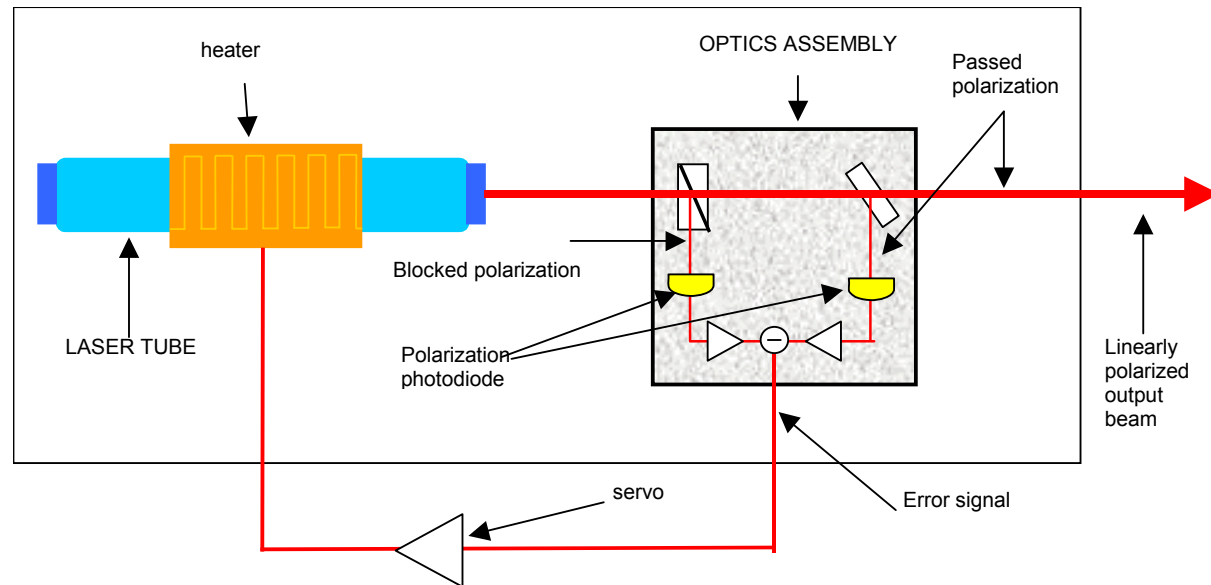 heater
OPTICS ASSEMBLY
Passed
polarization
Blocked polarization
LASER TUBE
Polarization
photodiode
Linearly
polarized
output
beam
servo
Error signal